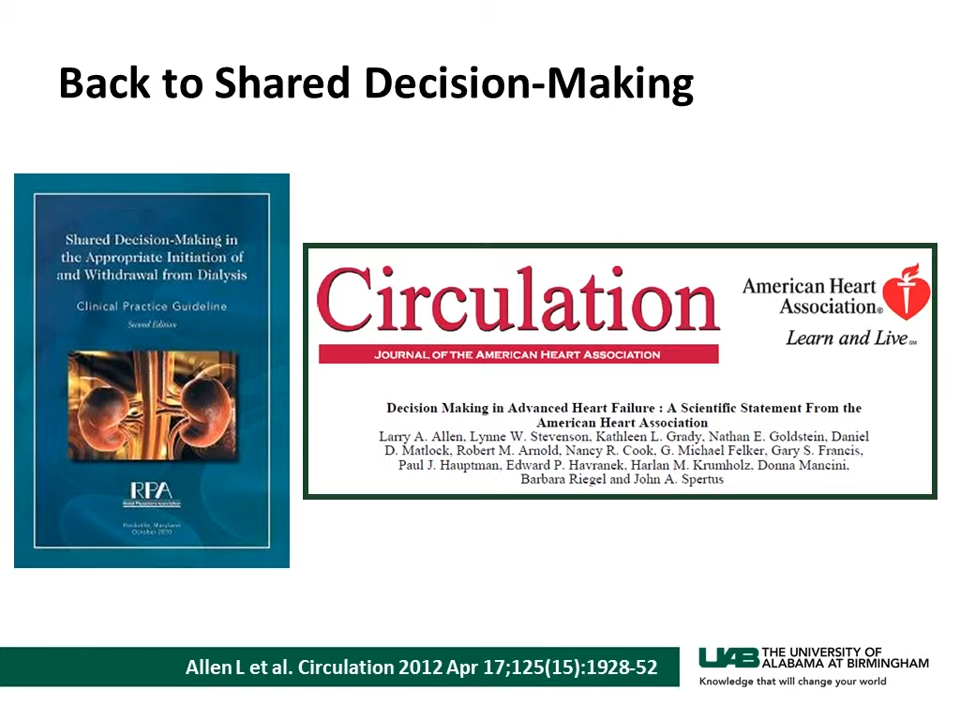 Back to Shared Decision-Making
Shared Decision-Making in
the Appropriate Initiation of
and Withdrawal from Dialysis
Clinical Practice Guideline
Second Edition
RPA
Renal Physicians Association
Rockville, Maryland
October 2010
Circulation
JOURNAL OF THE AMERICAN HEART ASSOCIATION
American Heart
Association®
Learn and Live℠
Decision Making in Advanced Heart Failure : A Scientific Statement From the
American Heart Association
Larry A. Allen, Lynne W. Stevenson, Kathleen L. Grady, Nathan E. Goldstein, Daniel
D. Matlock, Robert M. Arnold, Nancy R. Cook, G. Michael Felker, Gary S. Francis,
Paul J. Hauptman, Edward P. Havranek, Harlan M. Krumholz, Donna Mancini,
Barbara Riegel and John A. Spertus
Allen L et al. Circulation 2012 Apr 17;125(15):1928-52
UAB THE UNIVERSITY OF
ALABAMA AT BIRMINGHAM
Knowledge that will change your world